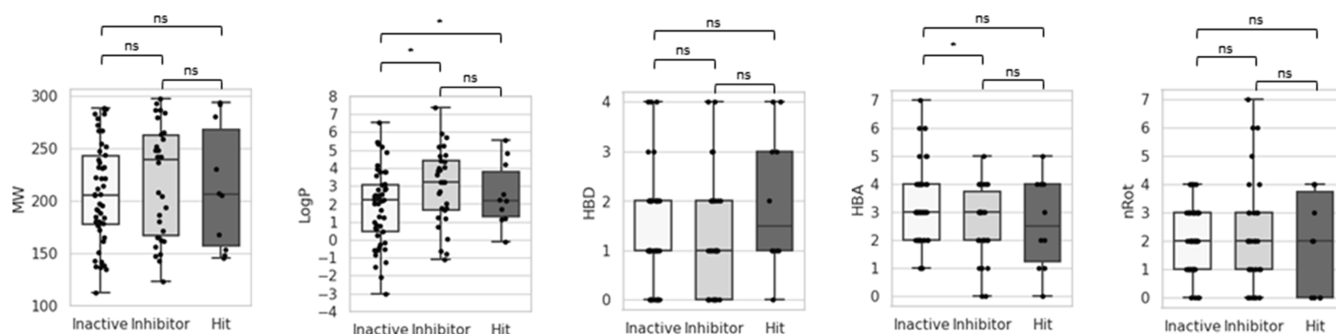 ns
ns
ns
MW
300
250
200
150
100
Inactive Inhibitor Hit
*
*
ns
LogP
8
7
6
5
4
3
2
1
0
−1
−2
−3
−4
Inactive Inhibitor Hit
ns
ns
ns
HBD
4
3
2
1
0
Inactive Inhibitor Hit
ns
*
ns
HBA
7
6
5
4
3
2
1
0
Inactive Inhibitor Hit
ns
ns
ns
nRot
7
6
5
4
3
2
1
0
Inactive Inhibitor Hit